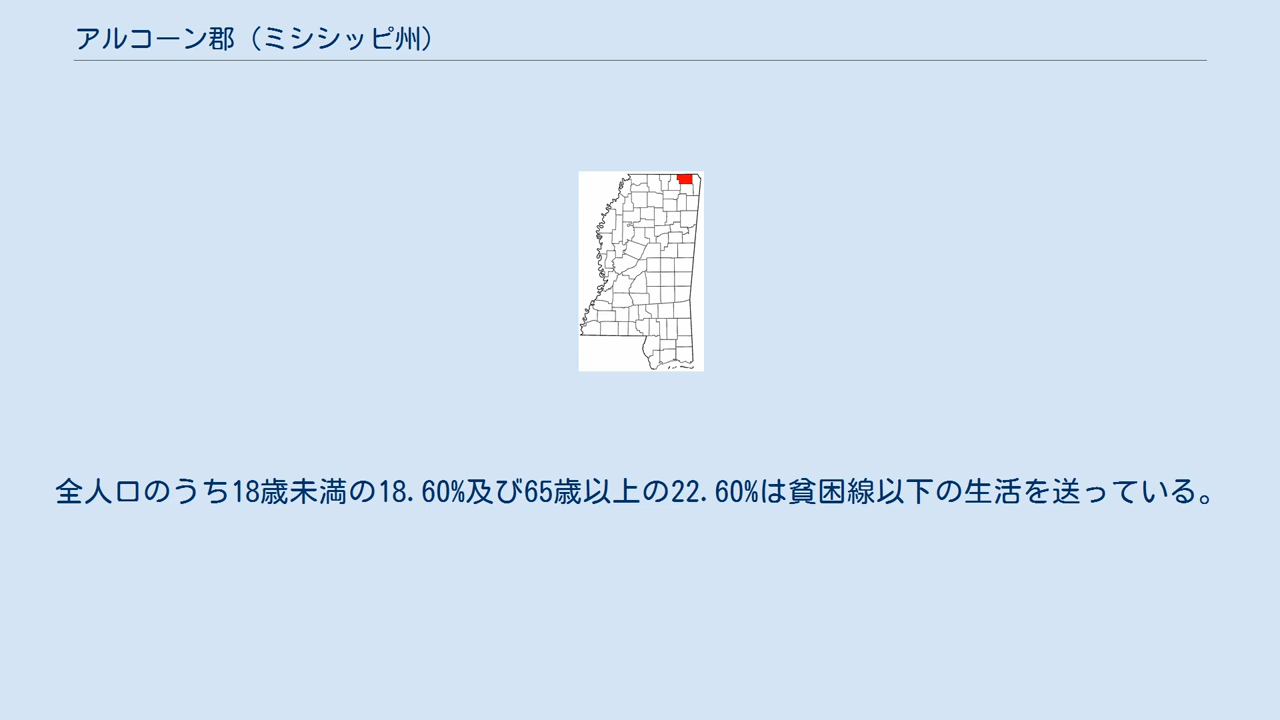 アルコーン郡（ミシシッピ州）
全人口のうち18歳未満の18.60%及び65歳以上の22.60%は貧困線以下の生活を送っている。